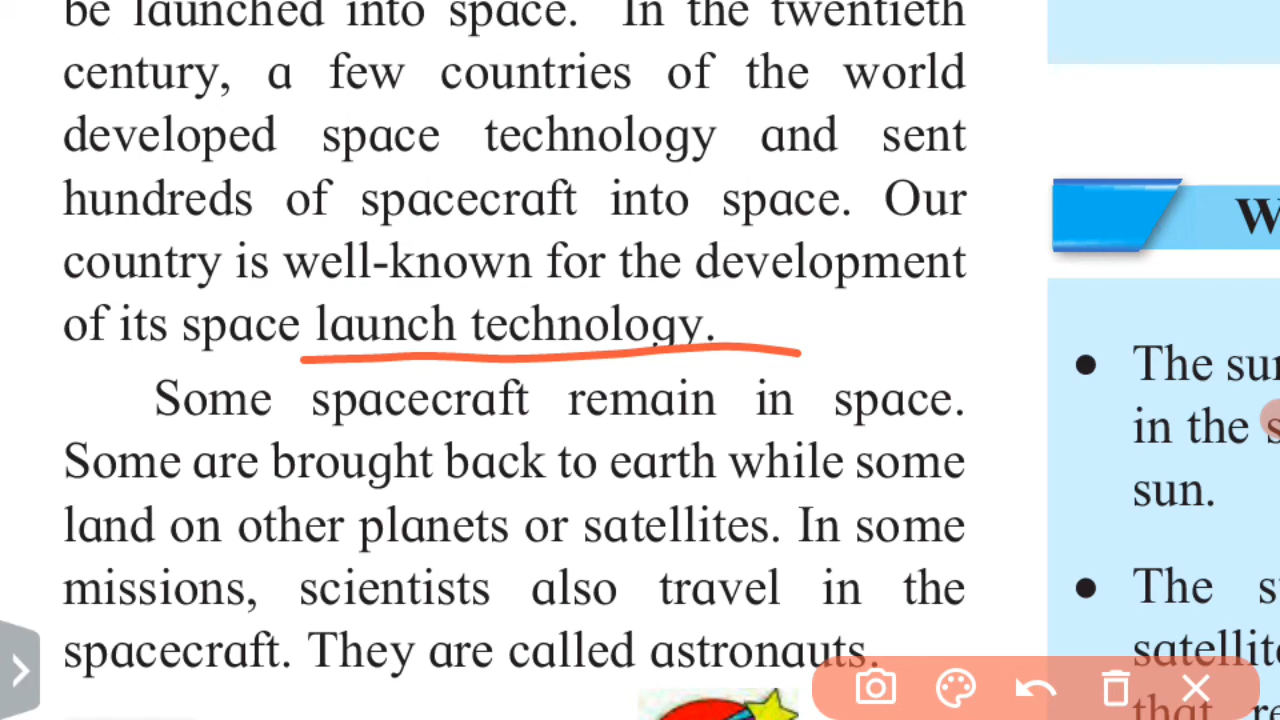 be launched into space. In the twentieth
century, a few countries of the world
developed space technology and sent
hundreds of spacecraft into space. Our
country is well-known for the development
of its space launch technology.
Some spacecraft remain in space.
Some are brought back to earth while some
land on other planets or satellites. In some
missions, scientists also travel in the
spacecraft. They are called astronauts.
The
in the
sun.
The
that